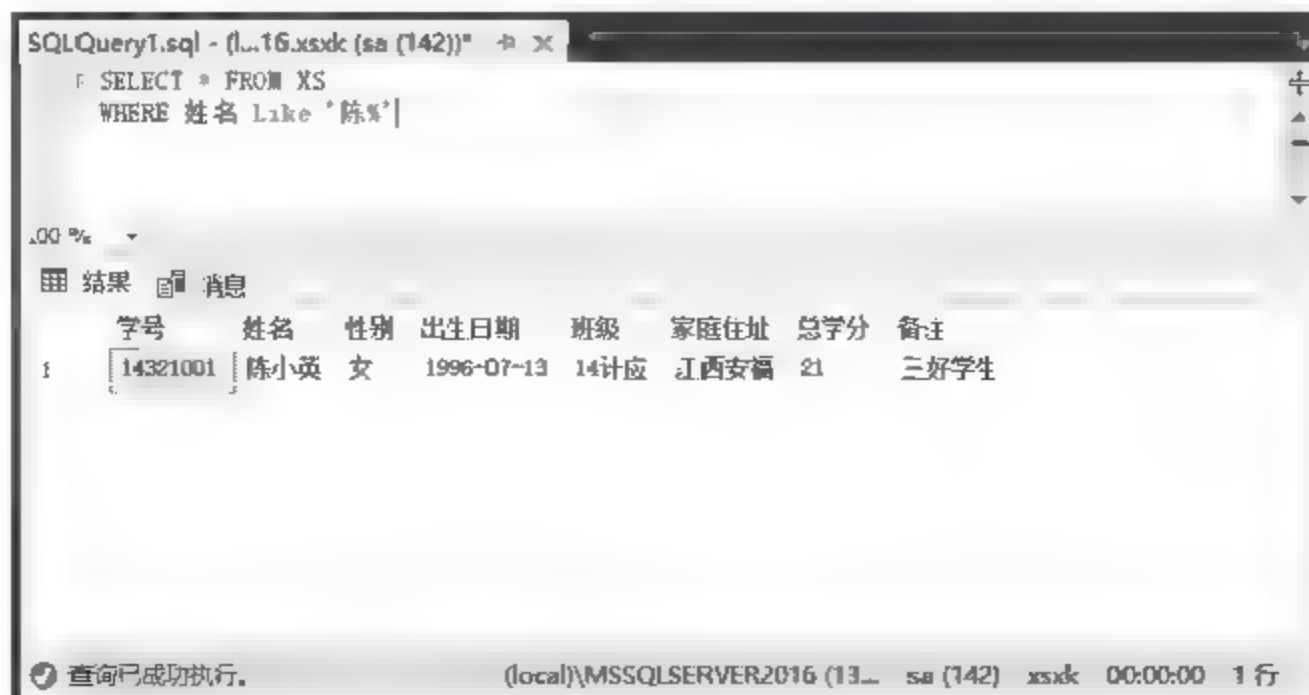 SQLQuery1.sql - (l...16.xsxk (sa (142))*
SELECT * FROM XS
WHERE 姓名 Like '陈%'
.00 %
结果 消息
学号 姓名 性别 出生日期 班级 家庭住址 总学分 备注
1 14321001 陈小英 女 1996-07-13 14计应 江西安福 21 三好学生
查询已成功执行。 (local)\MSSQLSERVER2016 (13... sa (142) xsxk 00:00:00 1 行